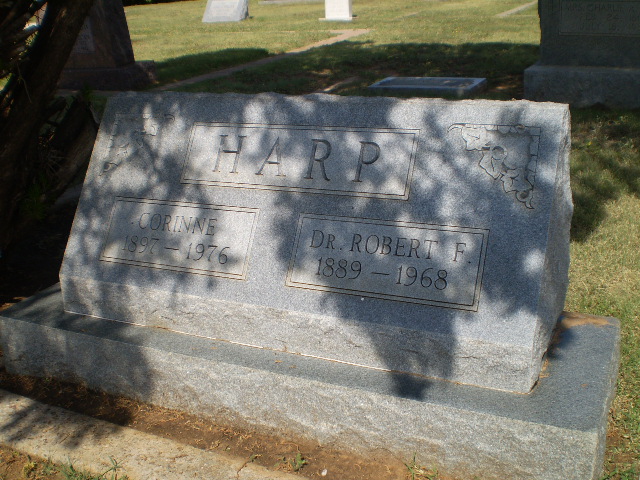 HARP
CORINNE
1897 — 1976
DR. ROBERT F.
1889 — 1968